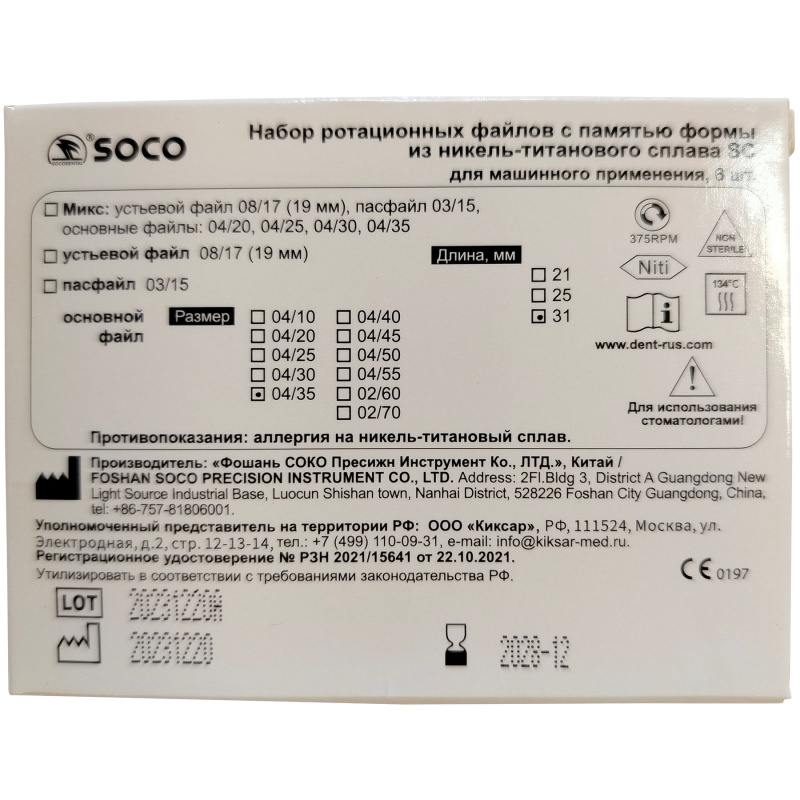 ® SOCO
SOCODENTAL
Набор ротационных файлов с памятью формы
из никель-титанового сплава SC
для машинного применения, 6 шт.
Микс: устьевой файл 08/17 (19 мм), пасфайл 03/15,
основные файлы: 04/20, 04/25, 04/30, 04/35
устьевой файл 08/17 (19 мм)
пасфайл 03/15
Длина, мм
21
25
31
основной файл
Размер
04/10 04/40
04/20 04/45
04/25 04/50
04/30 04/55
04/35 02/60
02/70
375RPM
NON
STERILE
Niti
134°C
i
www.dent-rus.com
!
Для использования
стоматологами!
Противопоказания: аллергия на никель-титановый сплав.
Производитель: «Фошань СОКО Пресижн Инструмент Ко., ЛТД.», Китай /
FOSHAN SOCO PRECISION INSTRUMENT CO., LTD. Address: 2Fl.Bldg 3, District A Guangdong New
Light Source Industrial Base, Luocun Shishan town, Nanhai District, 528226 Foshan City Guangdong, China,
tel: +86-757-81806001.
Уполномоченный представитель на территории РФ: ООО «Киксар», РФ, 111524, Москва, ул.
Электродная, д.2, стр. 12-13-14, тел.: +7 (499) 110-09-31, e-mail: info@kiksar-med.ru.
Регистрационное удостоверение № РЗН 2021/15641 от 22.10.2021.
Утилизировать в соответствии с требованиями законодательства РФ.
CE 0197
LOT 20231220H
20231220
2028-12